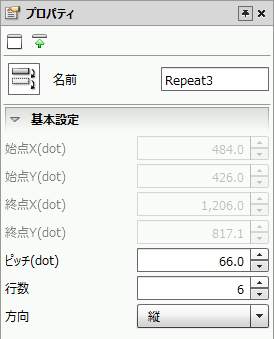 プロパティ
名前 Repeat3
基本設定
始点X(dot) 484.0
始点Y(dot) 426.0
終点X(dot) 1,206.0
終点Y(dot) 817.1
ピッチ(dot) 66.0
行数 6
方向 縦